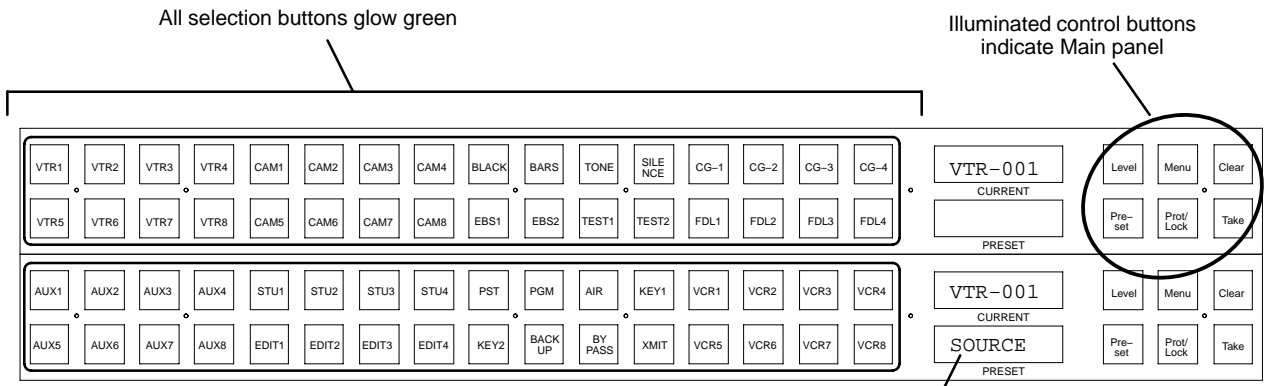 All selection buttons glow green
Illuminated control buttons
indicate Main panel
VTR1 VTR2 VTR3 VTR4 CAM1 CAM2 CAM3 CAM4 BLACK BARS TONE SILE
NCE CG–1 CG–2 CG–3 CG–4
VTR–001
CURRENT
Level Menu Clear
VTR5 VTR6 VTR7 VTR8 CAM5 CAM6 CAM7 CAM8 EBS1 EBS2 TEST1 TEST2 FDL1 FDL2 FDL3 FDL4
PRESET
Pre–
set Prot/
Lock Take
AUX1 AUX2 AUX3 AUX4 STU1 STU2 STU3 STU4 PST PGM AIR KEY1 VCR1 VCR2 VCR3 VCR4
VTR–001
CURRENT
Level Menu Clear
AUX5 AUX6 AUX7 AUX8 EDIT1 EDIT2 EDIT3 EDIT4 KEY2 BACK
UP BY
PASS XMIT VCR5 VCR6 VCR7 VCR8
SOURCE
PRESET
Pre–
set Prot/
Lock Take